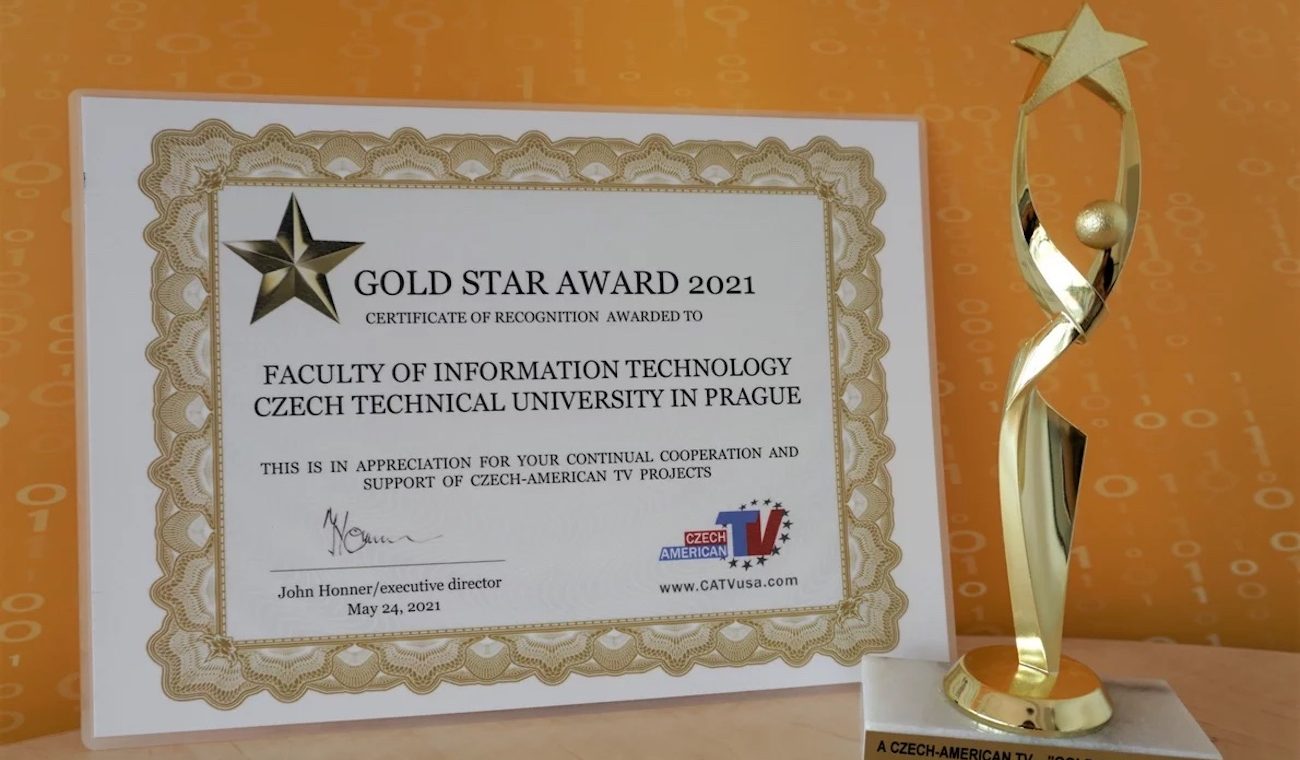 GOLD STAR AWARD 2021
CERTIFICATE OF RECOGNITION AWARDED TO
FACULTY OF INFORMATION TECHNOLOGY
CZECH TECHNICAL UNIVERSITY IN PRAGUE
THIS IS IN APPRECIATION FOR YOUR CONTINUAL COOPERATION AND
SUPPORT OF CZECH-AMERICAN TV PROJECTS
CZECH
AMERICAN
TV
John Honner/executive director
May 24, 2021
www.CATVusa.com
A CZECH-AMERICAN TV